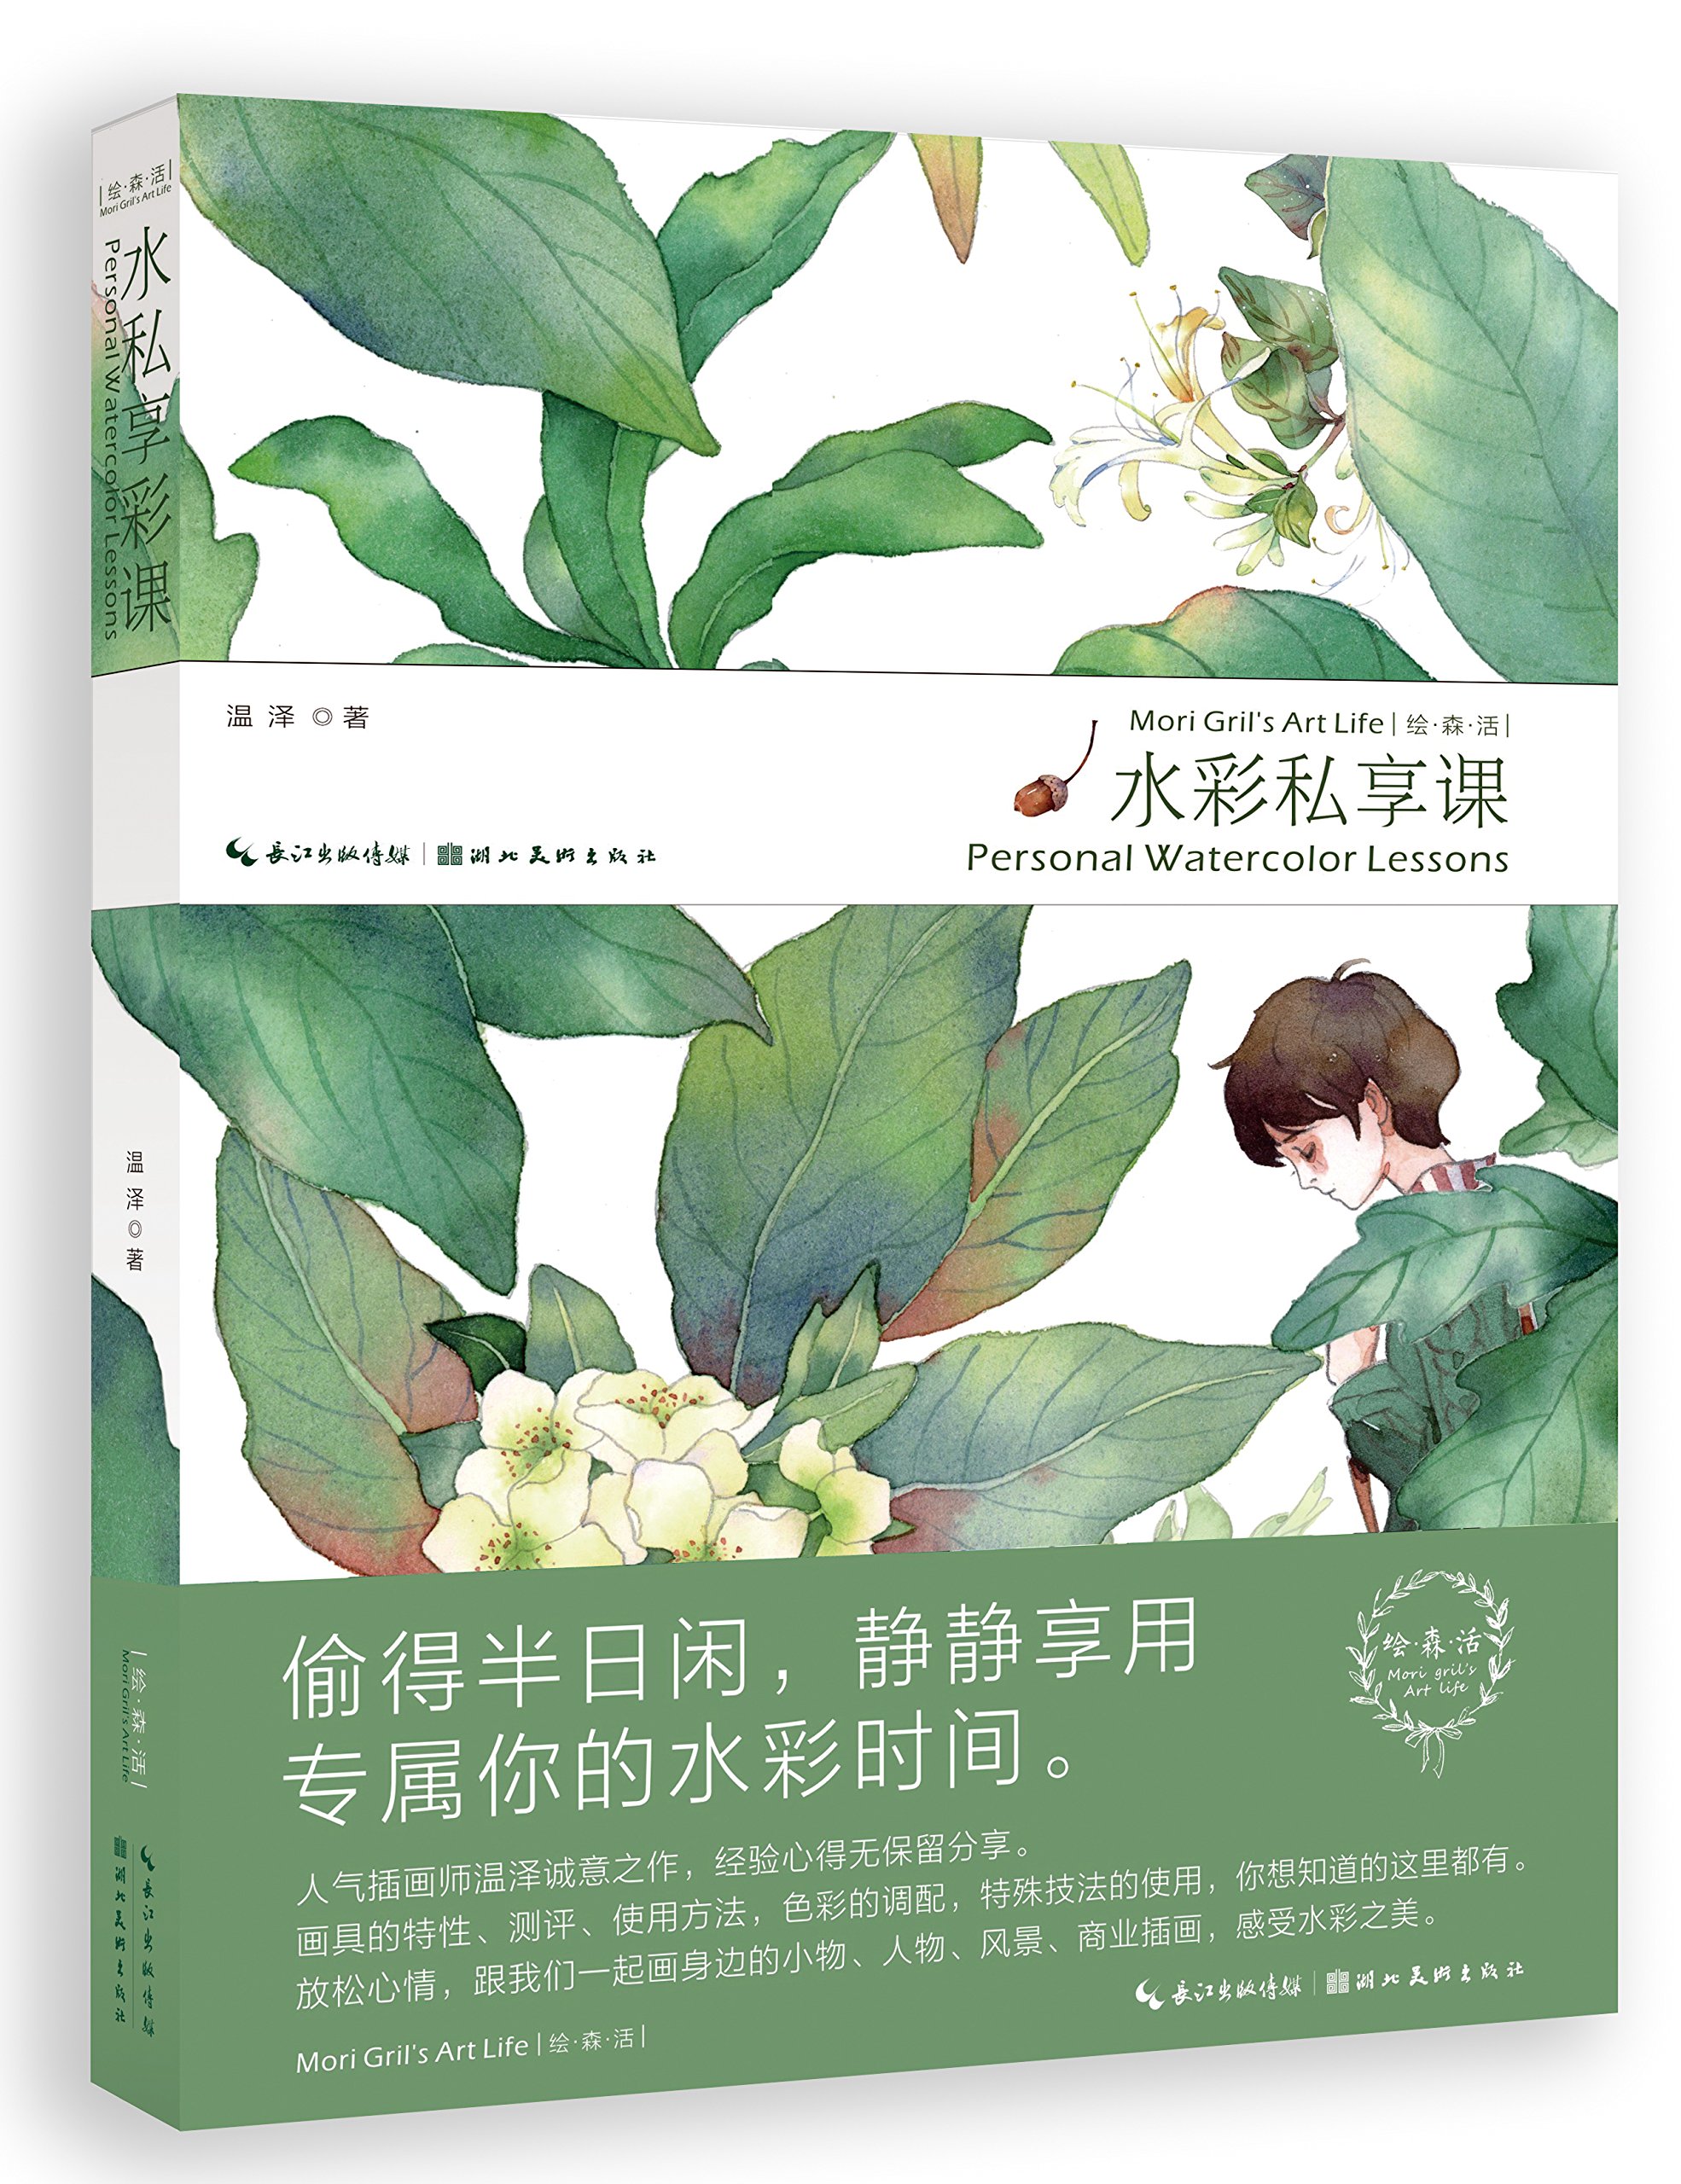 |绘·森·活|
Mori Gril's Art Life
水私享彩课
Personal Watercolor Lessons
温泽◎著
|绘·森·活|
Mori Gril's Art Life
長江出版傳媒
湖北美術出版社
温 泽 ◎ 著
Mori Gril's Art Life|绘·森·活|
水彩私享课
Personal Watercolor Lessons
長江出版傳媒|湖北美術出版社
偷得半日闲，静静享用
专属你的水彩时间。
绘·森·活
Mori gril's
Art life
人气插画师温泽诚意之作，经验心得无保留分享。
画具的特性、测评、使用方法，色彩的调配，特殊技法的使用，你想知道的这里都有。
放松心情，跟我们一起画身边的小物、人物、风景、商业插画，感受水彩之美。
長江出版傳媒|湖北美術出版社
Mori Gril's Art Life|绘·森·活|